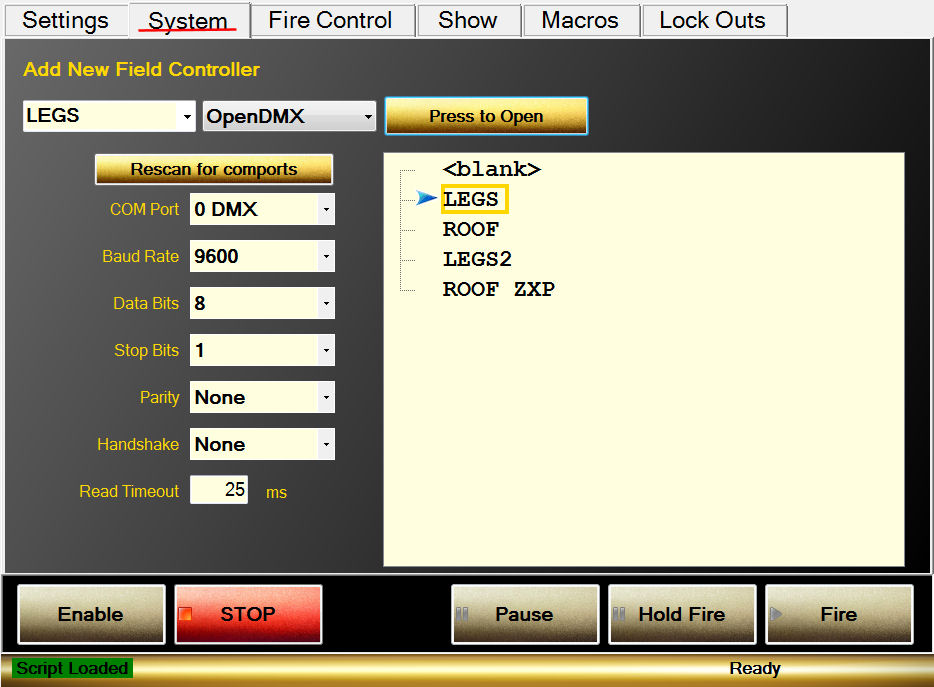 Settings System Fire Control Show Macros Lock Outs
Add New Field Controller
LEGS OpenDMX Press to Open
Rescan for comports
COM Port 0 DMX
Baud Rate 9600
Data Bits 8
Stop Bits 1
Parity None
Handshake None
Read Timeout 25 ms
<blank>
LEGS
ROOF
LEGS2
ROOF ZXP
Enable STOP Pause Hold Fire Fire
Script Loaded Ready